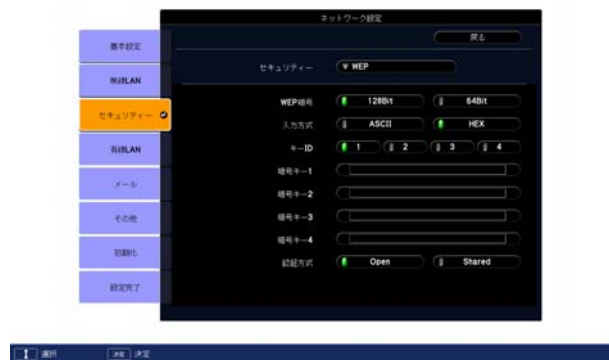 ネットワーク設定
戻る
基本設定
無線LAN
セキュリティー
有線LAN
メール
その他
初期化
設定完了
セキュリティー WEP
WEP暗号 128Bit 64Bit
入力方式 ASCII HEX
キーID 1 2 3 4
暗号キー1
暗号キー2
暗号キー3
暗号キー4
認証方式 Open Shared
選択 決定 決定